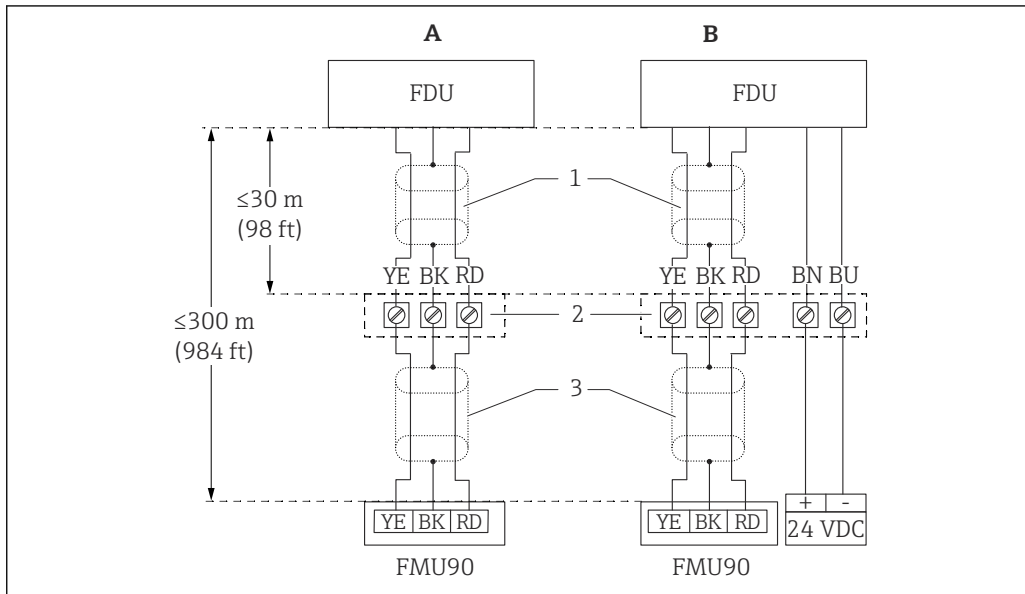 A B
FDU FDU
1
≤30 m
(98 ft)
YE BK RD YE BK RD BN BU
2
≤300 m
(984 ft)
3
+ -
YE BK RD YE BK RD 24 VDC
FMU90 FMU90